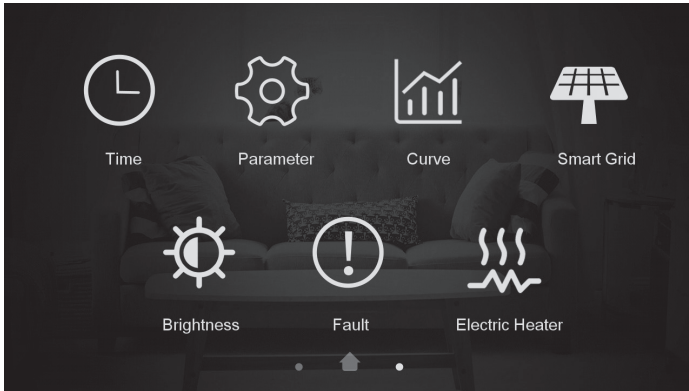 Time
Parameter
Curve
Smart Grid
Brightness
Fault
Electric Heater